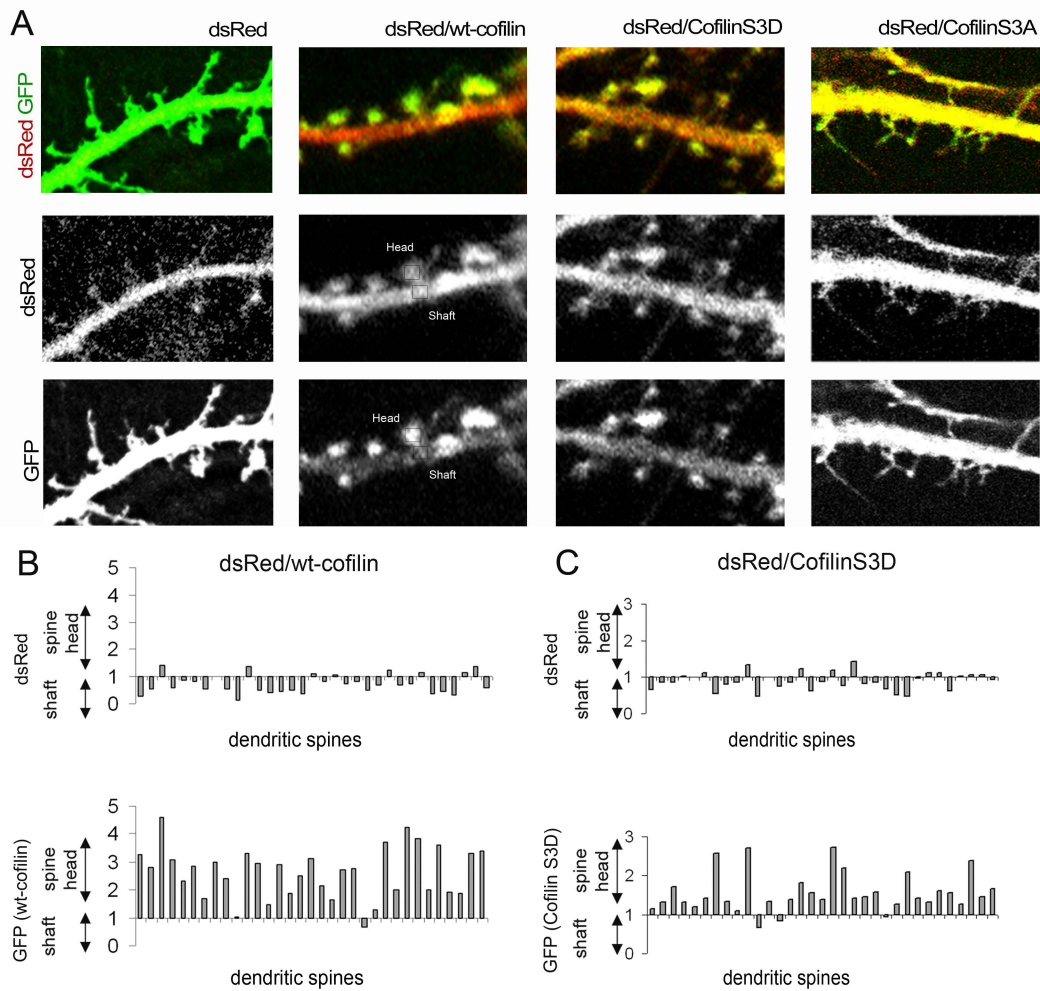 A
dsRed
dsRed/wt-cofilin
dsRed/CofilinS3D
dsRed/CofilinS3A
dsRed GFP
dsRed
Head
Shaft
GFP
Head
Shaft
B
dsRed/wt-cofilin
dsRed
shaft
spine
head
5
4
3
2
1
0
dendritic spines
GFP (wt-cofilin)
shaft
spine
head
5
4
3
2
1
0
dendritic spines
C
dsRed/CofilinS3D
dsRed
shaft
spine
head
3
2
1
0
dendritic spines
GFP (Cofilin S3D)
shaft
spine
head
3
2
1
0
dendritic spines